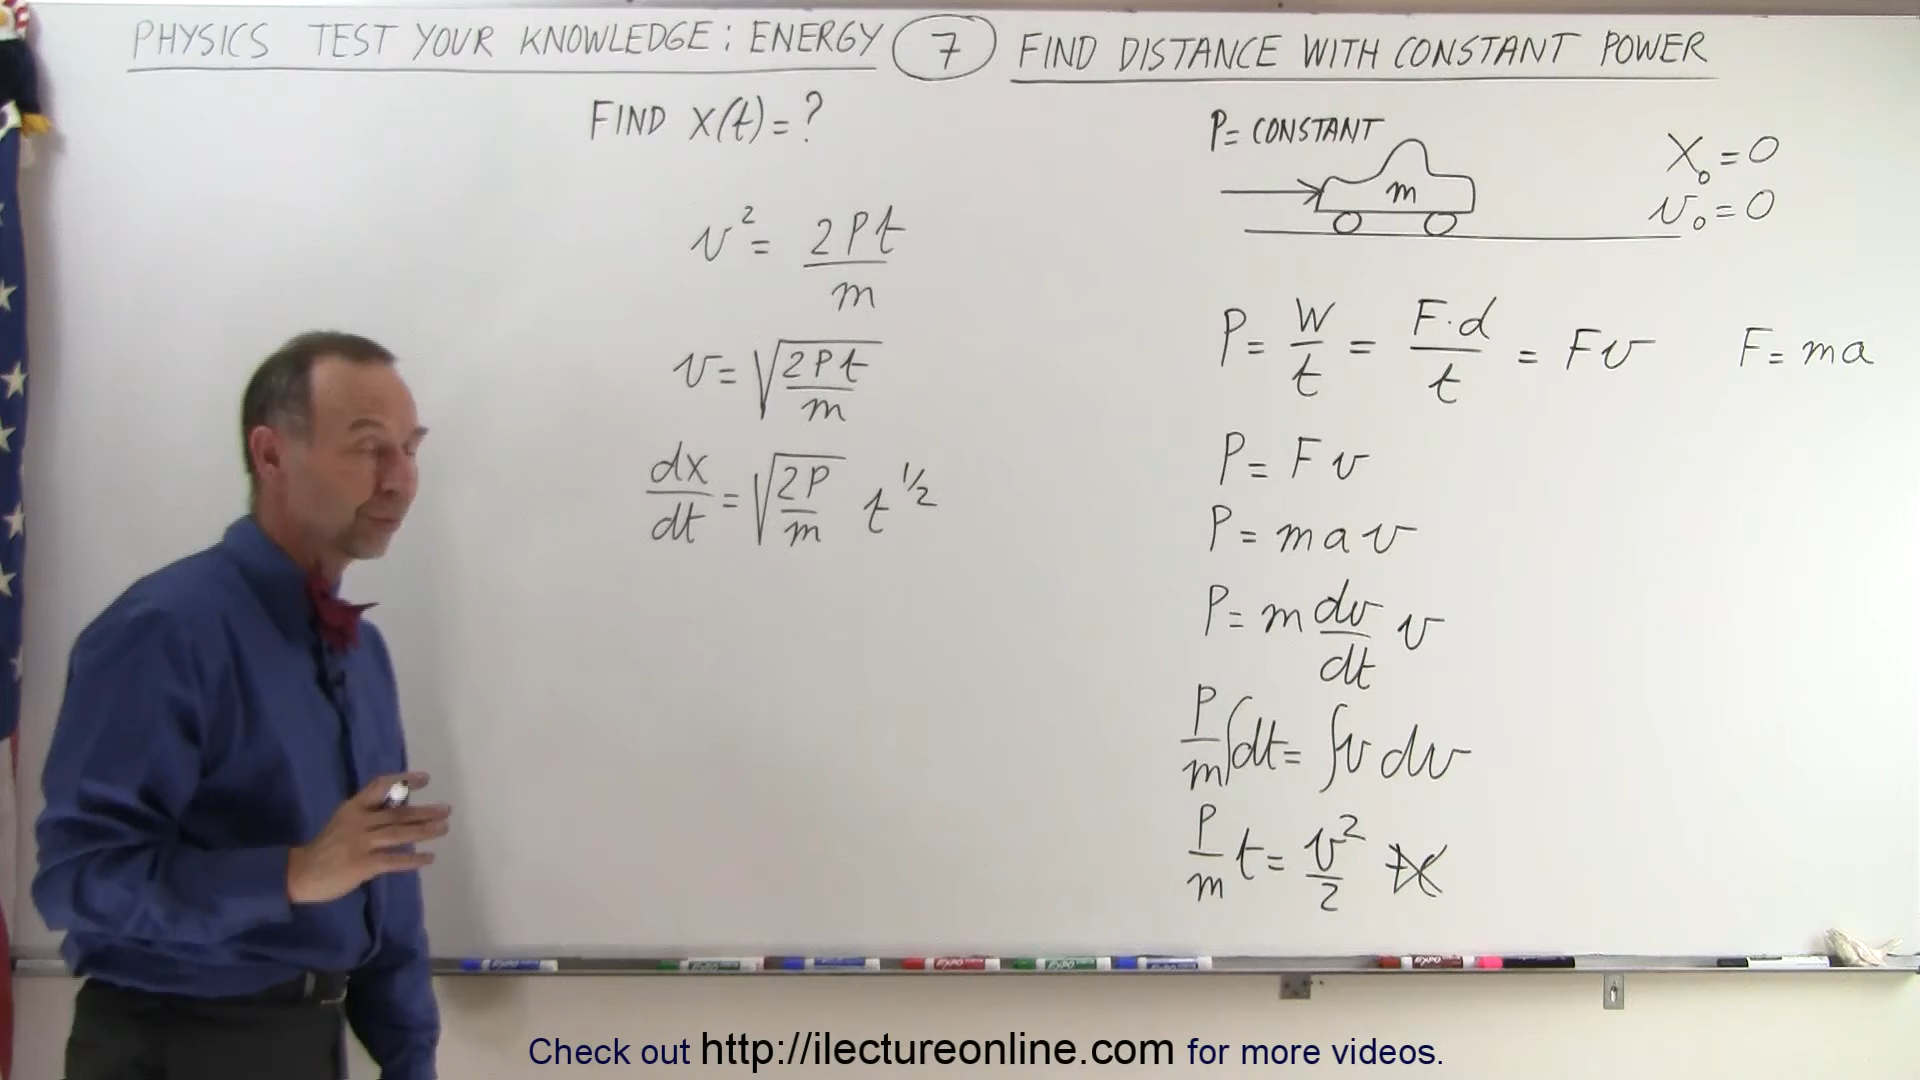 PHYSICS TEST YOUR KNOWLEDGE: ENERGY 7 FIND DISTANCE WITH CONSTANT POWER
FIND x(t)=?
v² = 2Pt/m
v = √(2Pt/m)
dx/dt = √(2P/m) t^1/2
P= CONSTANT
m
X₀ = 0
v₀ = 0
P = W/t = F·d/t = Fv F = ma
P = Fv
P = mav
P = m dv/dt v
P/m ∫dt = ∫v dv
P/m t = v²/2
Check out http://ilectureonline.com for more videos.